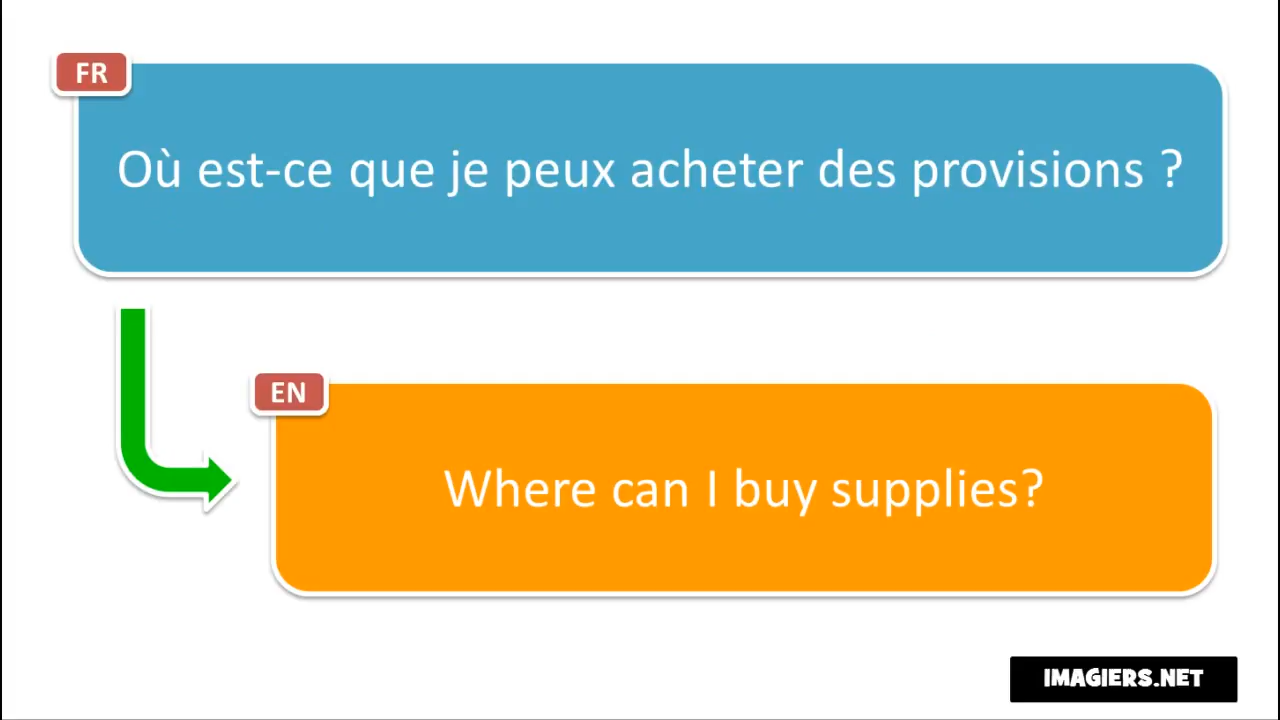 FR
Où est-ce que je peux acheter des provisions ?
EN
Where can I buy supplies?
IMAGIERS.NET